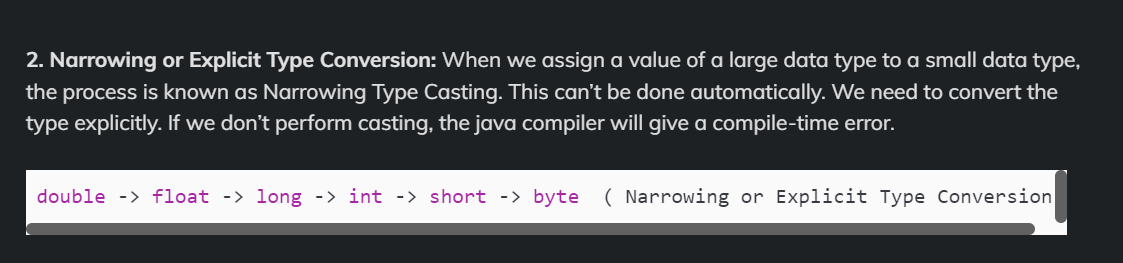 2. Narrowing or Explicit Type Conversion: When we assign a value of a large data type to a small data type,
the process is known as Narrowing Type Casting. This can’t be done automatically. We need to convert the
type explicitly. If we don’t perform casting, the java compiler will give a compile-time error.
double -> float -> long -> int -> short -> byte  ( Narrowing or Explicit Type Conversion